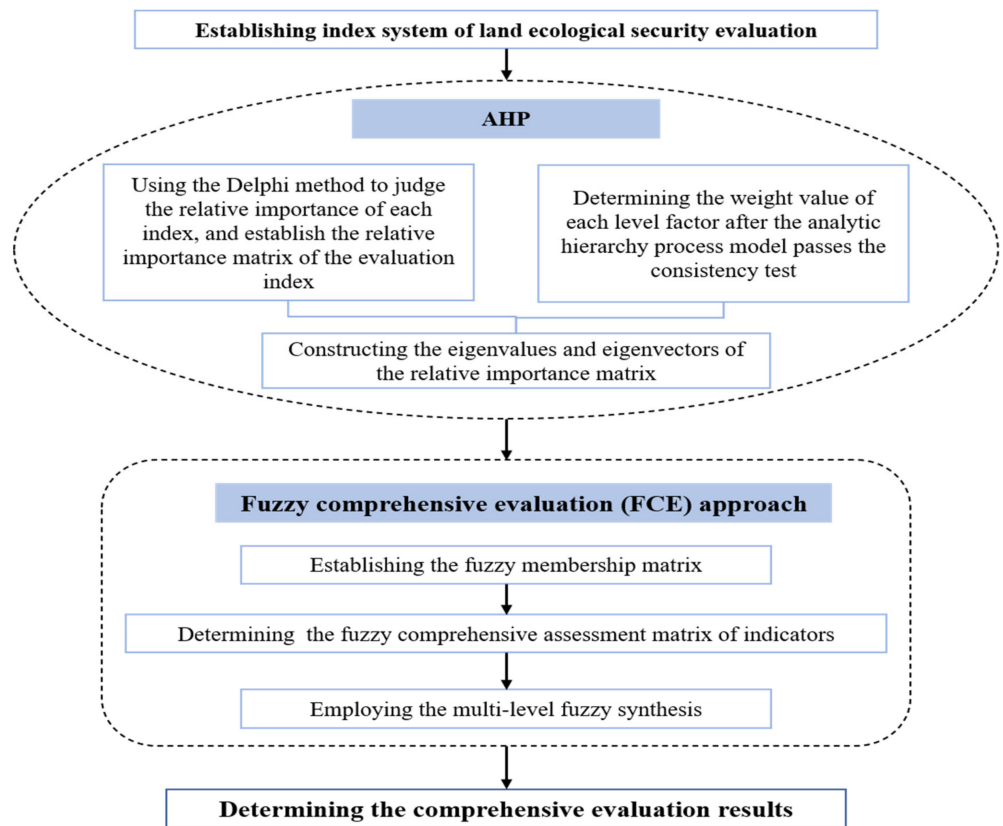 Establishing index system of land ecological security evaluation
AHP
Using the Delphi method to judge
the relative importance of each
index, and establish the relative
importance matrix of the evaluation
index
Determining the weight value of
each level factor after the analytic
hierarchy process model passes the
consistency test
Constructing the eigenvalues and eigenvectors of
the relative importance matrix
Fuzzy comprehensive evaluation (FCE) approach
Establishing the fuzzy membership matrix
Determining the fuzzy comprehensive assessment matrix of indicators
Employing the multi-level fuzzy synthesis
Determining the comprehensive evaluation results